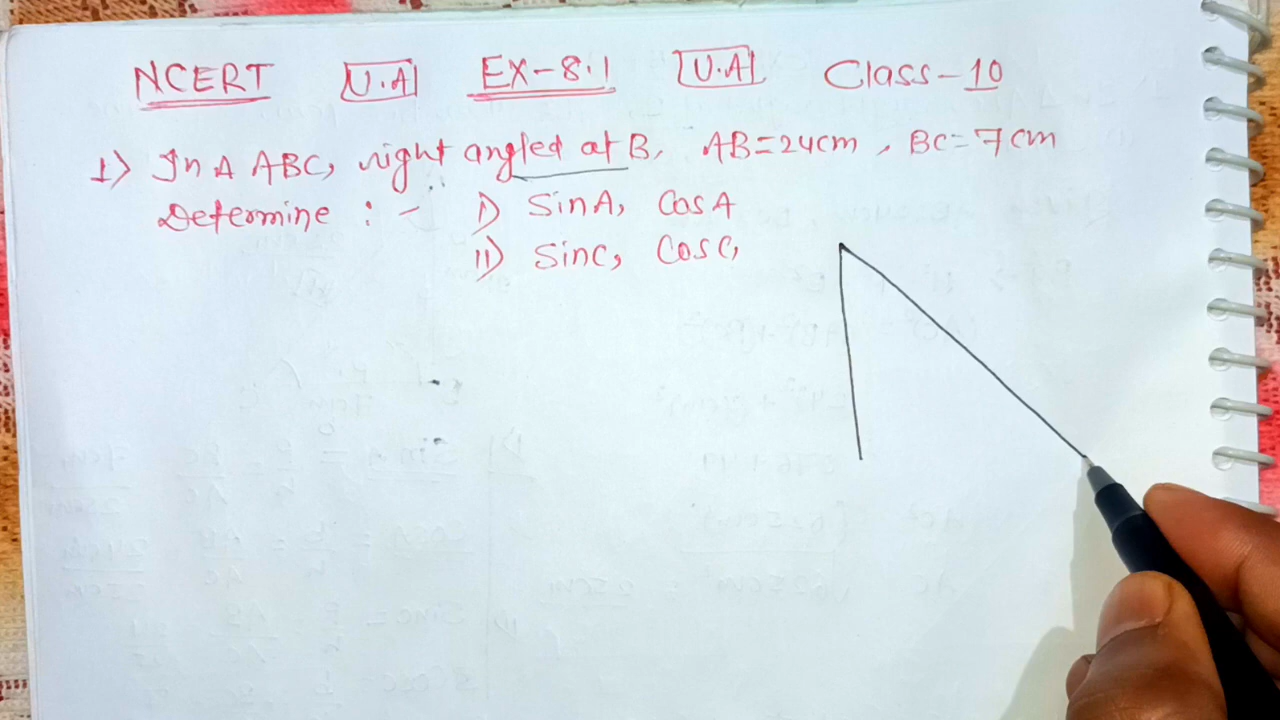 NCERT U.A EX-8.1 U.A Class-10
1) In Δ ABC, right angled at B, AB=24cm, BC=7cm
Determine :- i) SinA, CosA
ii) Sinc, CosC,